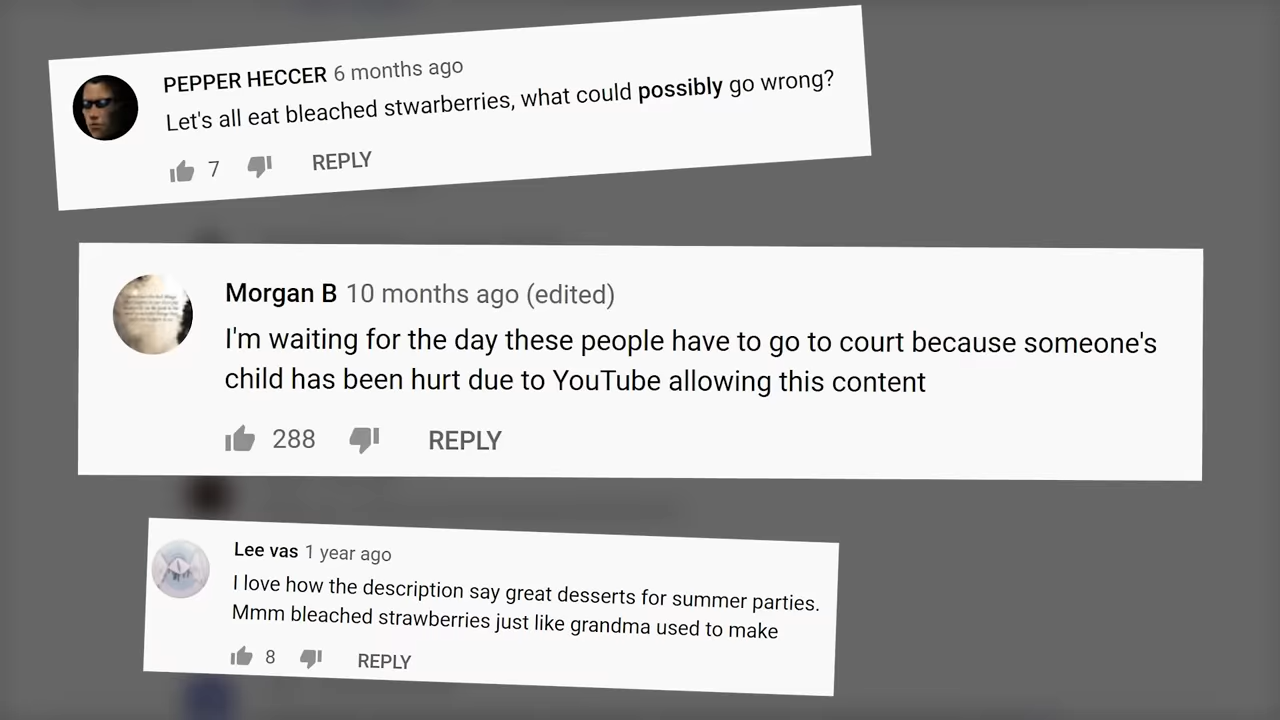 PEPPER HECCER 6 months ago
Let's all eat bleached stwarberries, what could possibly go wrong?
7 REPLY
Morgan B 10 months ago (edited)
I'm waiting for the day these people have to go to court because someone's
child has been hurt due to YouTube allowing this content
288 REPLY
Lee vas 1 year ago
I love how the description say great desserts for summer parties.
Mmm bleached strawberries just like grandma used to make
8 REPLY